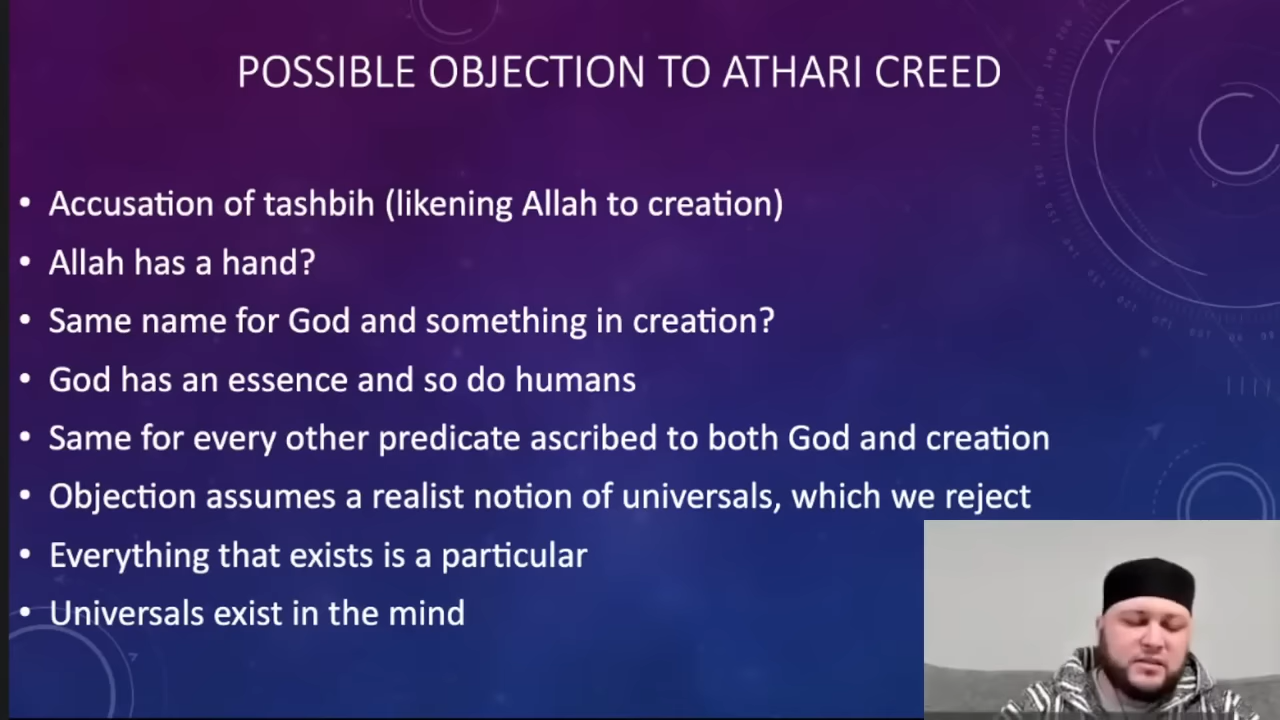 POSSIBLE OBJECTION TO ATHARI CREED
• Accusation of tashbih (likening Allah to creation)
• Allah has a hand?
• Same name for God and something in creation?
• God has an essence and so do humans
• Same for every other predicate ascribed to both God and creation
• Objection assumes a realist notion of universals, which we reject
• Everything that exists is a particular
• Universals exist in the mind